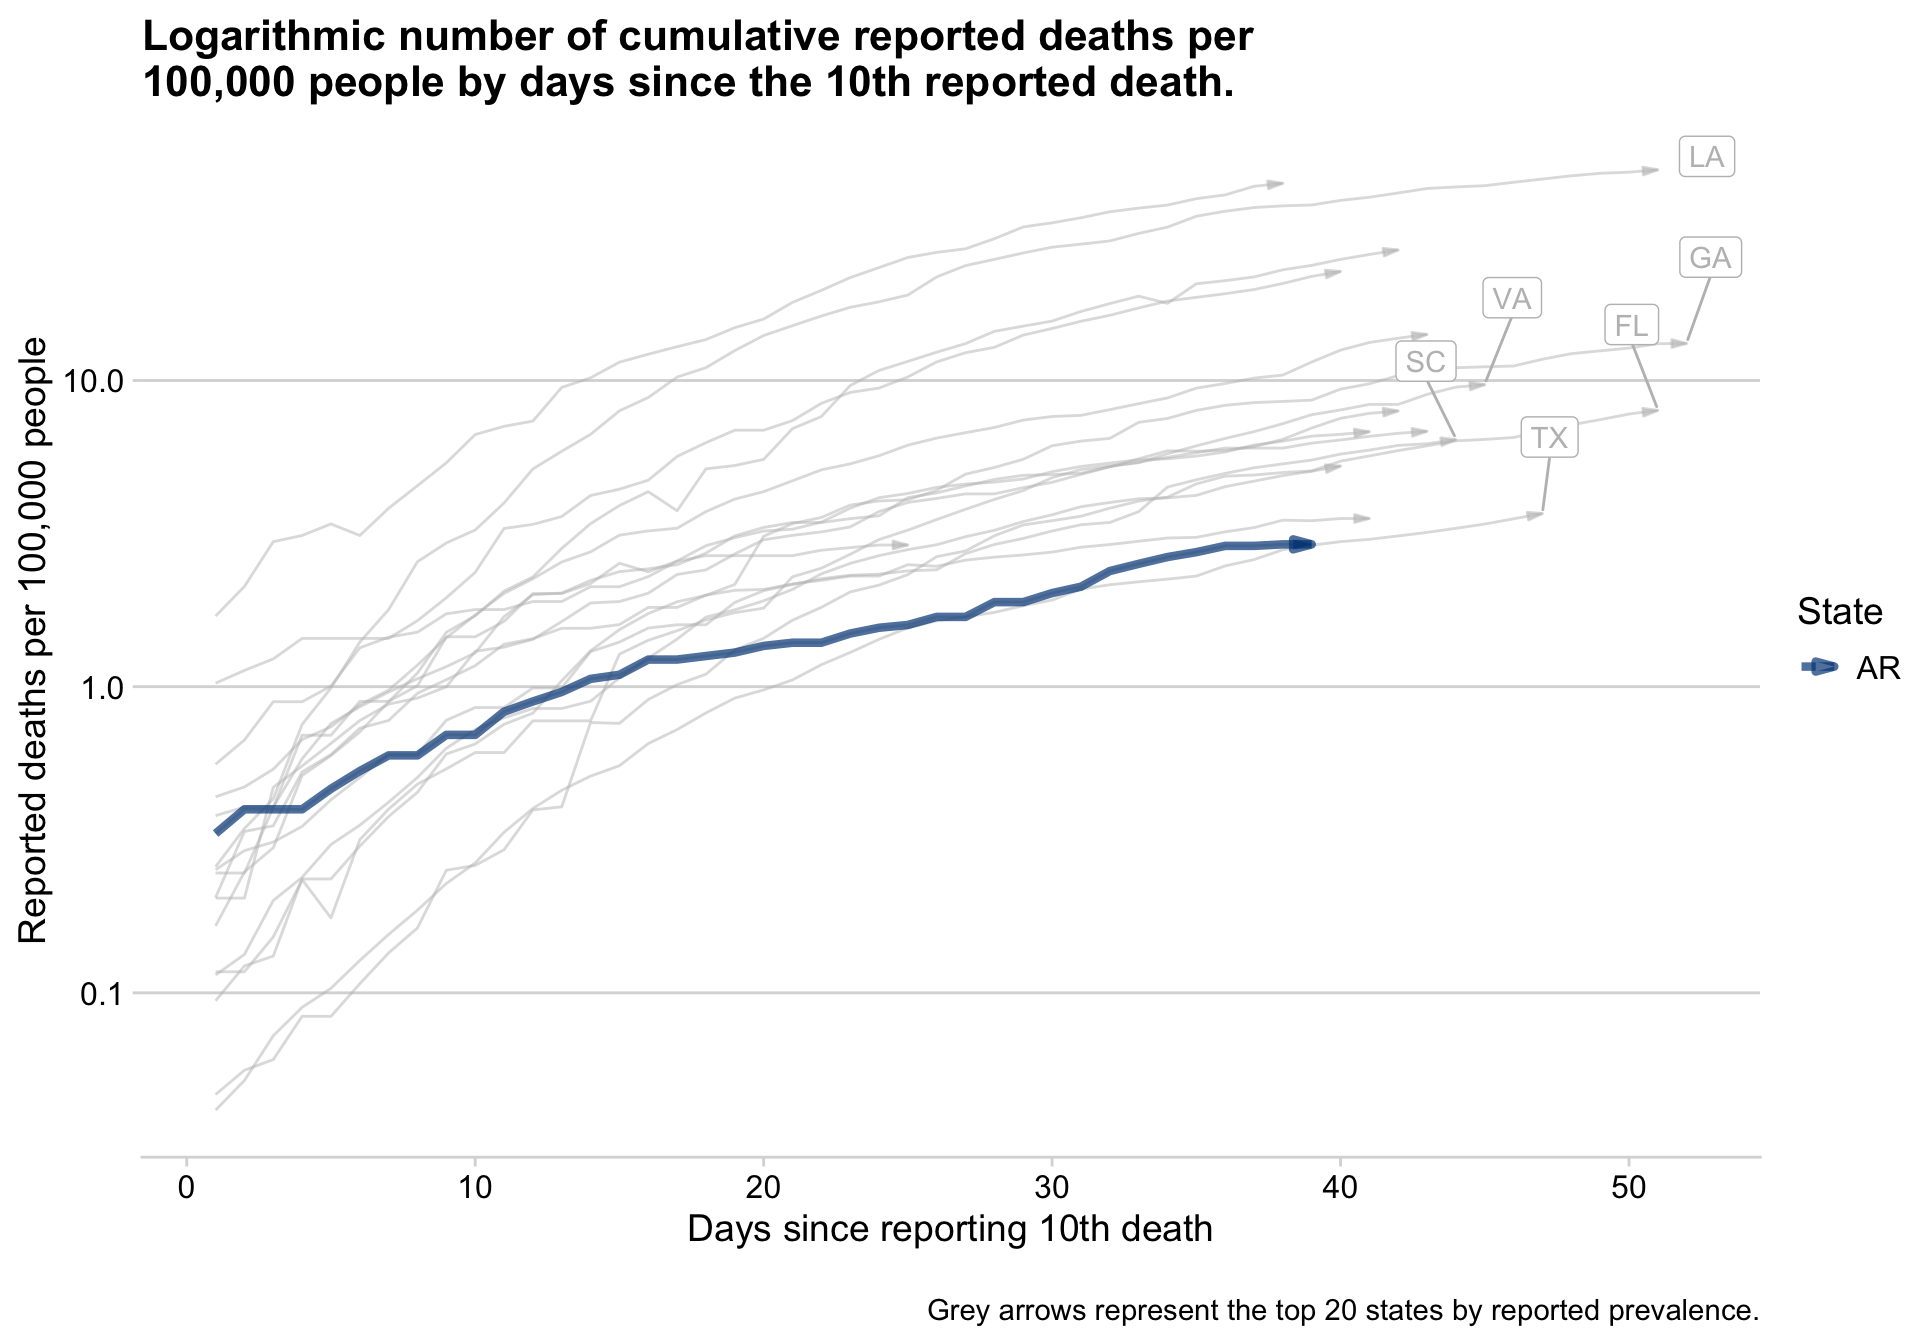 Logarithmic number of cumulative reported deaths per
100,000 people by days since the 10th reported death.
LA
GA
VA
FL
SC
TX
Reported deaths per 100,000 people
10.0
1.0
0.1
State
AR
0 10 20 30 40 50
Days since reporting 10th death
Grey arrows represent the top 20 states by reported prevalence.